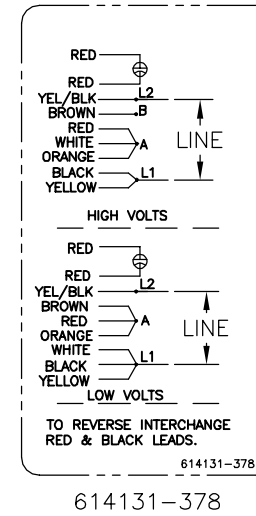 RED
RED
YEL/BLK L2
BROWN B
RED
WHITE A
ORANGE
BLACK L1
YELLOW
LINE
HIGH VOLTS
RED
RED
YEL/BLK L2
BROWN
RED A
ORANGE
WHITE
BLACK L1
YELLOW
LINE
LOW VOLTS
TO REVERSE INTERCHANGE
RED & BLACK LEADS.
614131-378
614131-378